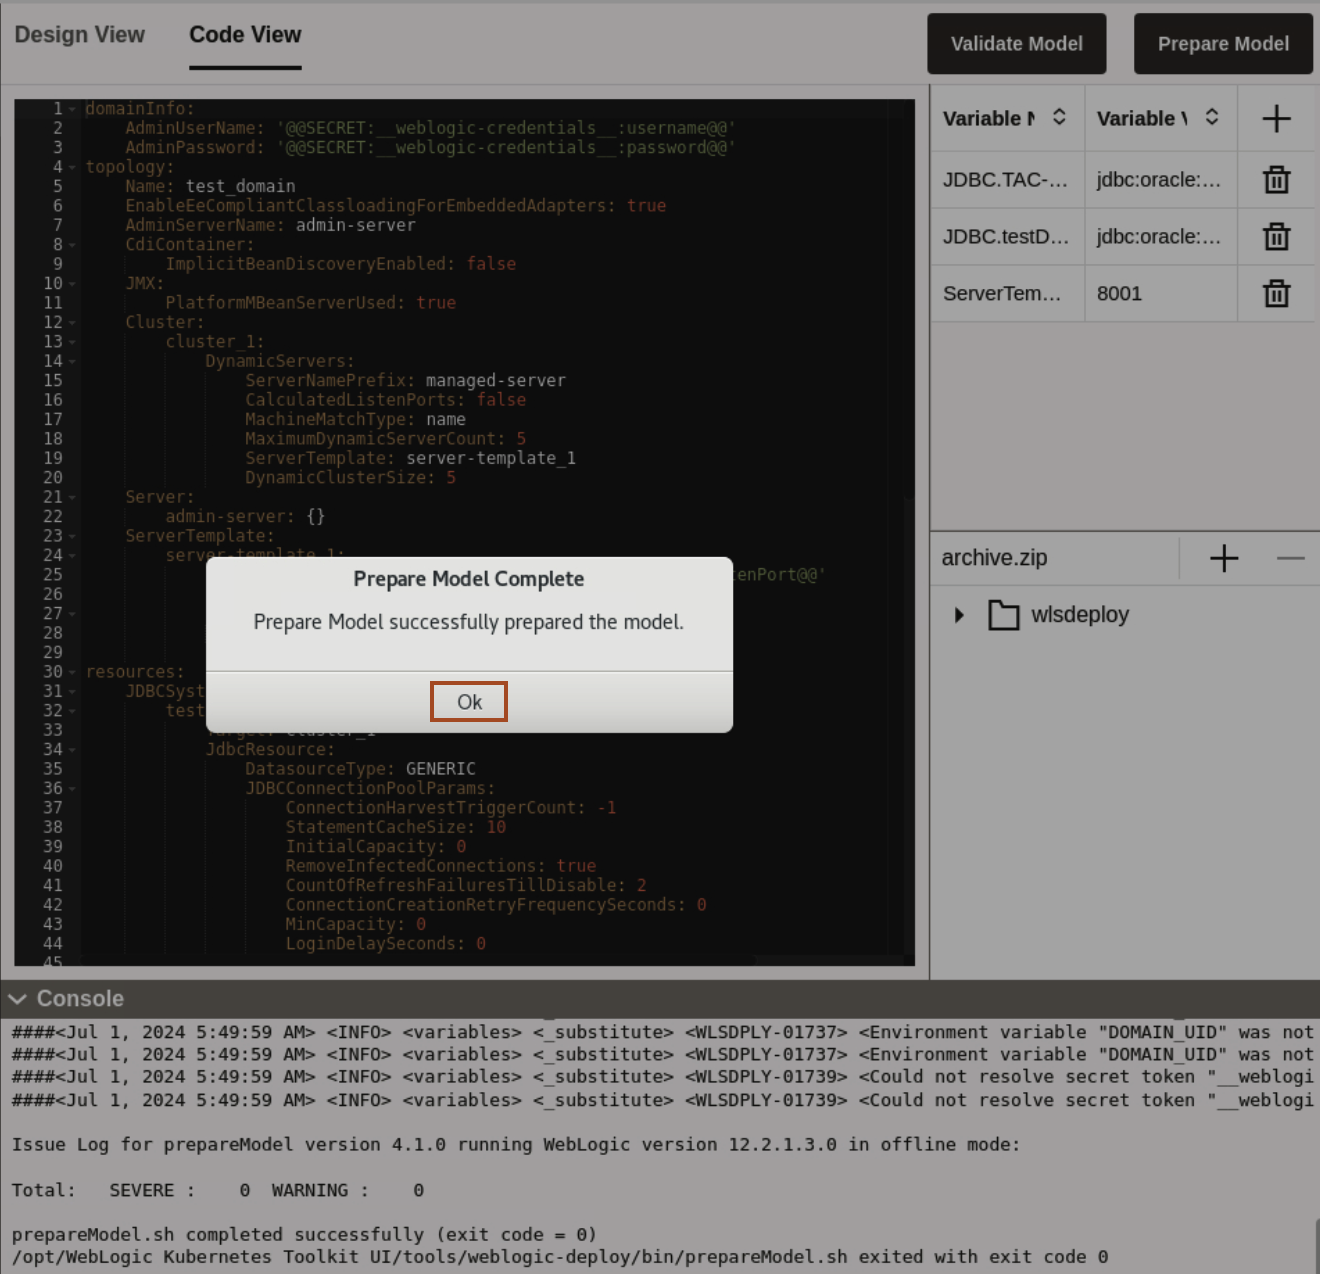 Design View Code View Validate Model Prepare Model
1 domainInfo:
2 AdminUserName: '@@SECRET:__weblogic-credentials__:username@@'
3 AdminPassword: '@@SECRET:__weblogic-credentials__:password@@'
4 topology:
5 Name: test_domain
6 EnableEeCompliantClassloadingForEmbeddedAdapters: true
7 AdminServerName: admin-server
8 CdiContainer:
9 ImplicitBeanDiscoveryEnabled: false
10 JMX:
11 PlatformMBeanServerUsed: true
12 Cluster:
13 cluster_1:
14 DynamicServers:
15 ServerNamePrefix: managed-server
16 CalculatedListenPorts: false
17 MachineMatchType: name
18 MaximumDynamicServerCount: 5
19 ServerTemplate: server-template_1
20 DynamicClusterSize: 5
21 Server:
22 admin-server: {}
23 ServerTemplate:
24 server-template_1:
25 tenPort@@'
26
27
28
29
30 resources:
31 JDBCSyst
32 test
33 Target: cluster_1
34 JdbcResource:
35 DatasourceType: GENERIC
36 JDBCConnectionPoolParams:
37 ConnectionHarvestTriggerCount: -1
38 StatementCacheSize: 10
39 InitialCapacity: 0
40 RemoveInfectedConnections: true
41 CountOfRefreshFailuresTillDisable: 2
42 ConnectionCreationRetryFrequencySeconds: 0
43 MinCapacity: 0
44 LoginDelaySeconds: 0
45
Prepare Model Complete
Prepare Model successfully prepared the model.
Ok
Variable Variable
JDBC.TAC-... jdbc:oracle:...
JDBC.testD... jdbc:oracle:...
ServerTem... 8001
archive.zip
wlsdeploy
Console
####<Jul 1, 2024 5:49:59 AM> <INFO> <variables> <_substitute> <WLSDPLY-01737> <Environment variable "DOMAIN_UID" was not
####<Jul 1, 2024 5:49:59 AM> <INFO> <variables> <_substitute> <WLSDPLY-01737> <Environment variable "DOMAIN_UID" was not
####<Jul 1, 2024 5:49:59 AM> <INFO> <variables> <_substitute> <WLSDPLY-01739> <Could not resolve secret token "__weblogi
####<Jul 1, 2024 5:49:59 AM> <INFO> <variables> <_substitute> <WLSDPLY-01739> <Could not resolve secret token "__weblogi
Issue Log for prepareModel version 4.1.0 running WebLogic version 12.2.1.3.0 in offline mode:
Total: SEVERE : 0 WARNING : 0
prepareModel.sh completed successfully (exit code = 0)
/opt/WebLogic Kubernetes Toolkit UI/tools/weblogic-deploy/bin/prepareModel.sh exited with exit code 0